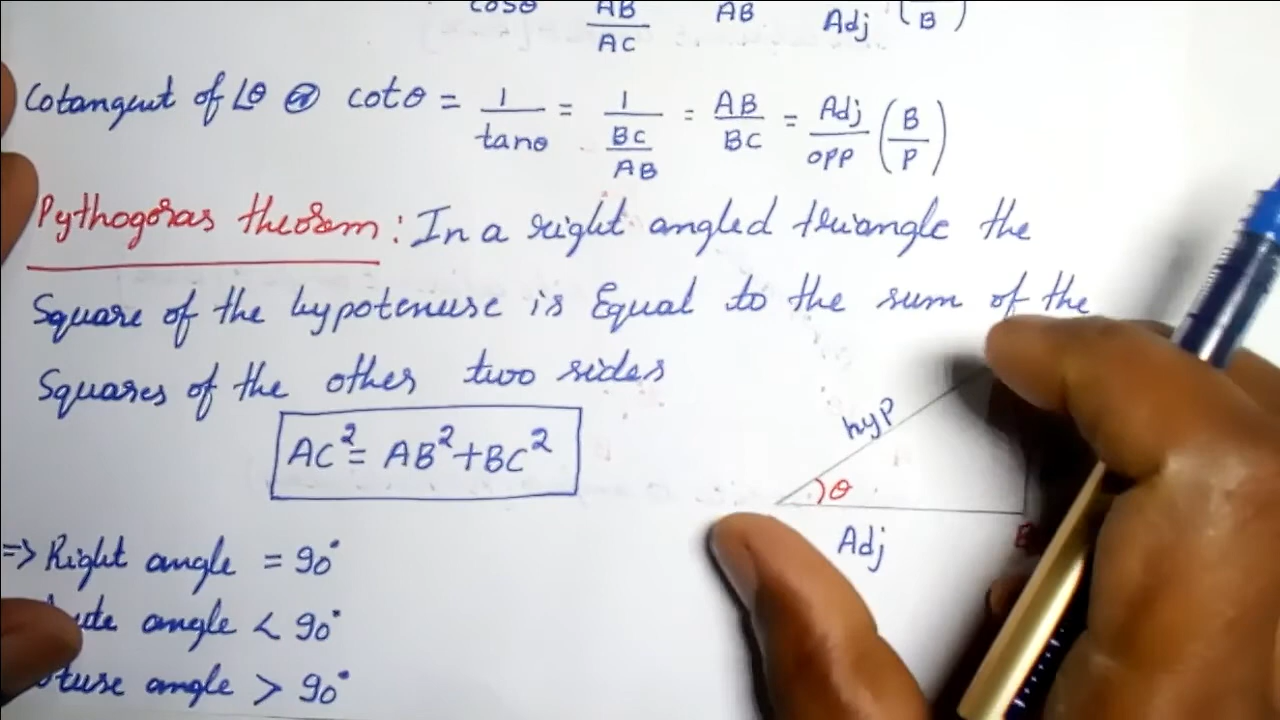 cosθ AB/AC AB Adj (B)
Cotangent of ∠θ or cotθ = 1/tanθ = 1/(BC/AB) = AB/BC = Adj/opp (B/P)
Pythogoras theorem: In a right angled triangle the
Square of the hypotenuse is Equal to the sum of the
Squares of the other two sides
AC² = AB² + BC²
hyp
θ
Adj
B
=> Right angle = 90°
angle < 90°
angle > 90°